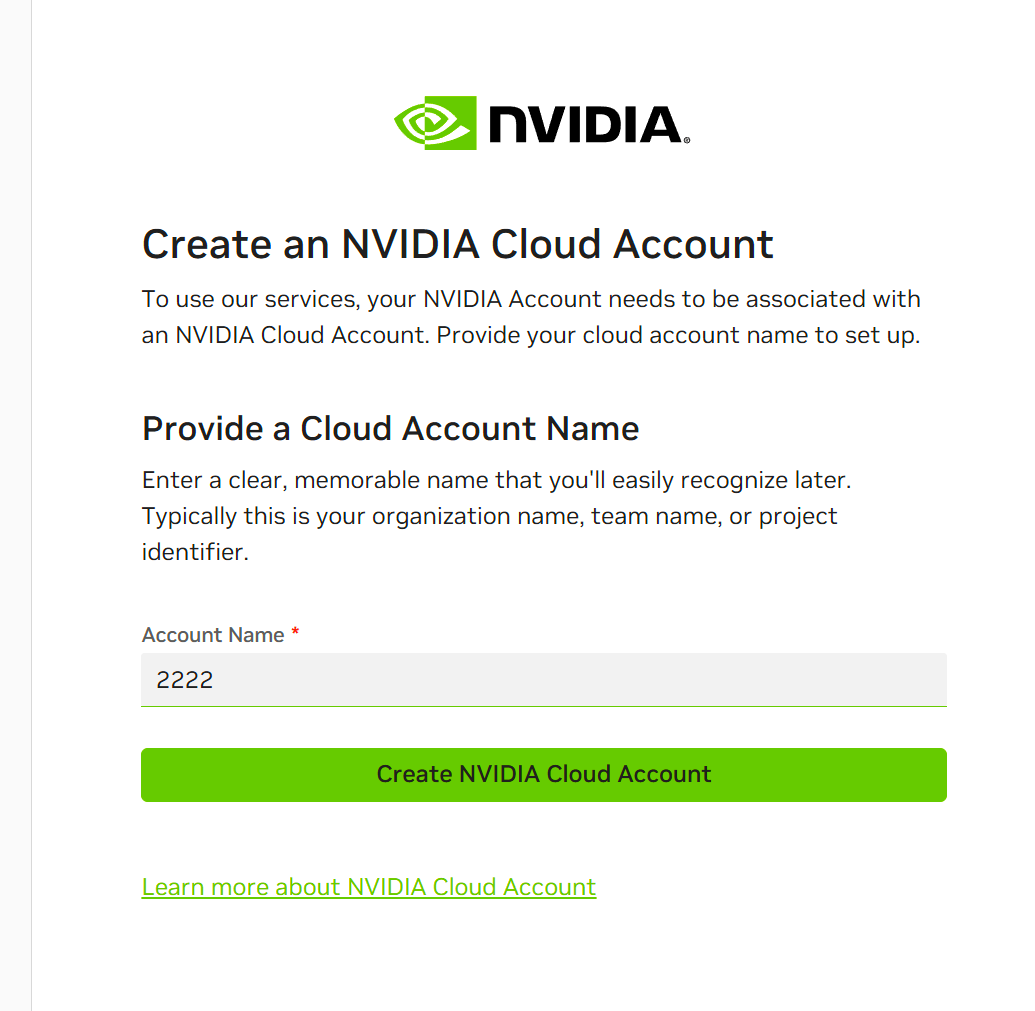 NVIDIA®
Create an NVIDIA Cloud Account
To use our services, your NVIDIA Account needs to be associated with
an NVIDIA Cloud Account. Provide your cloud account name to set up.
Provide a Cloud Account Name
Enter a clear, memorable name that you'll easily recognize later.
Typically this is your organization name, team name, or project
identifier.
Account Name *
2222
Create NVIDIA Cloud Account
Learn more about NVIDIA Cloud Account